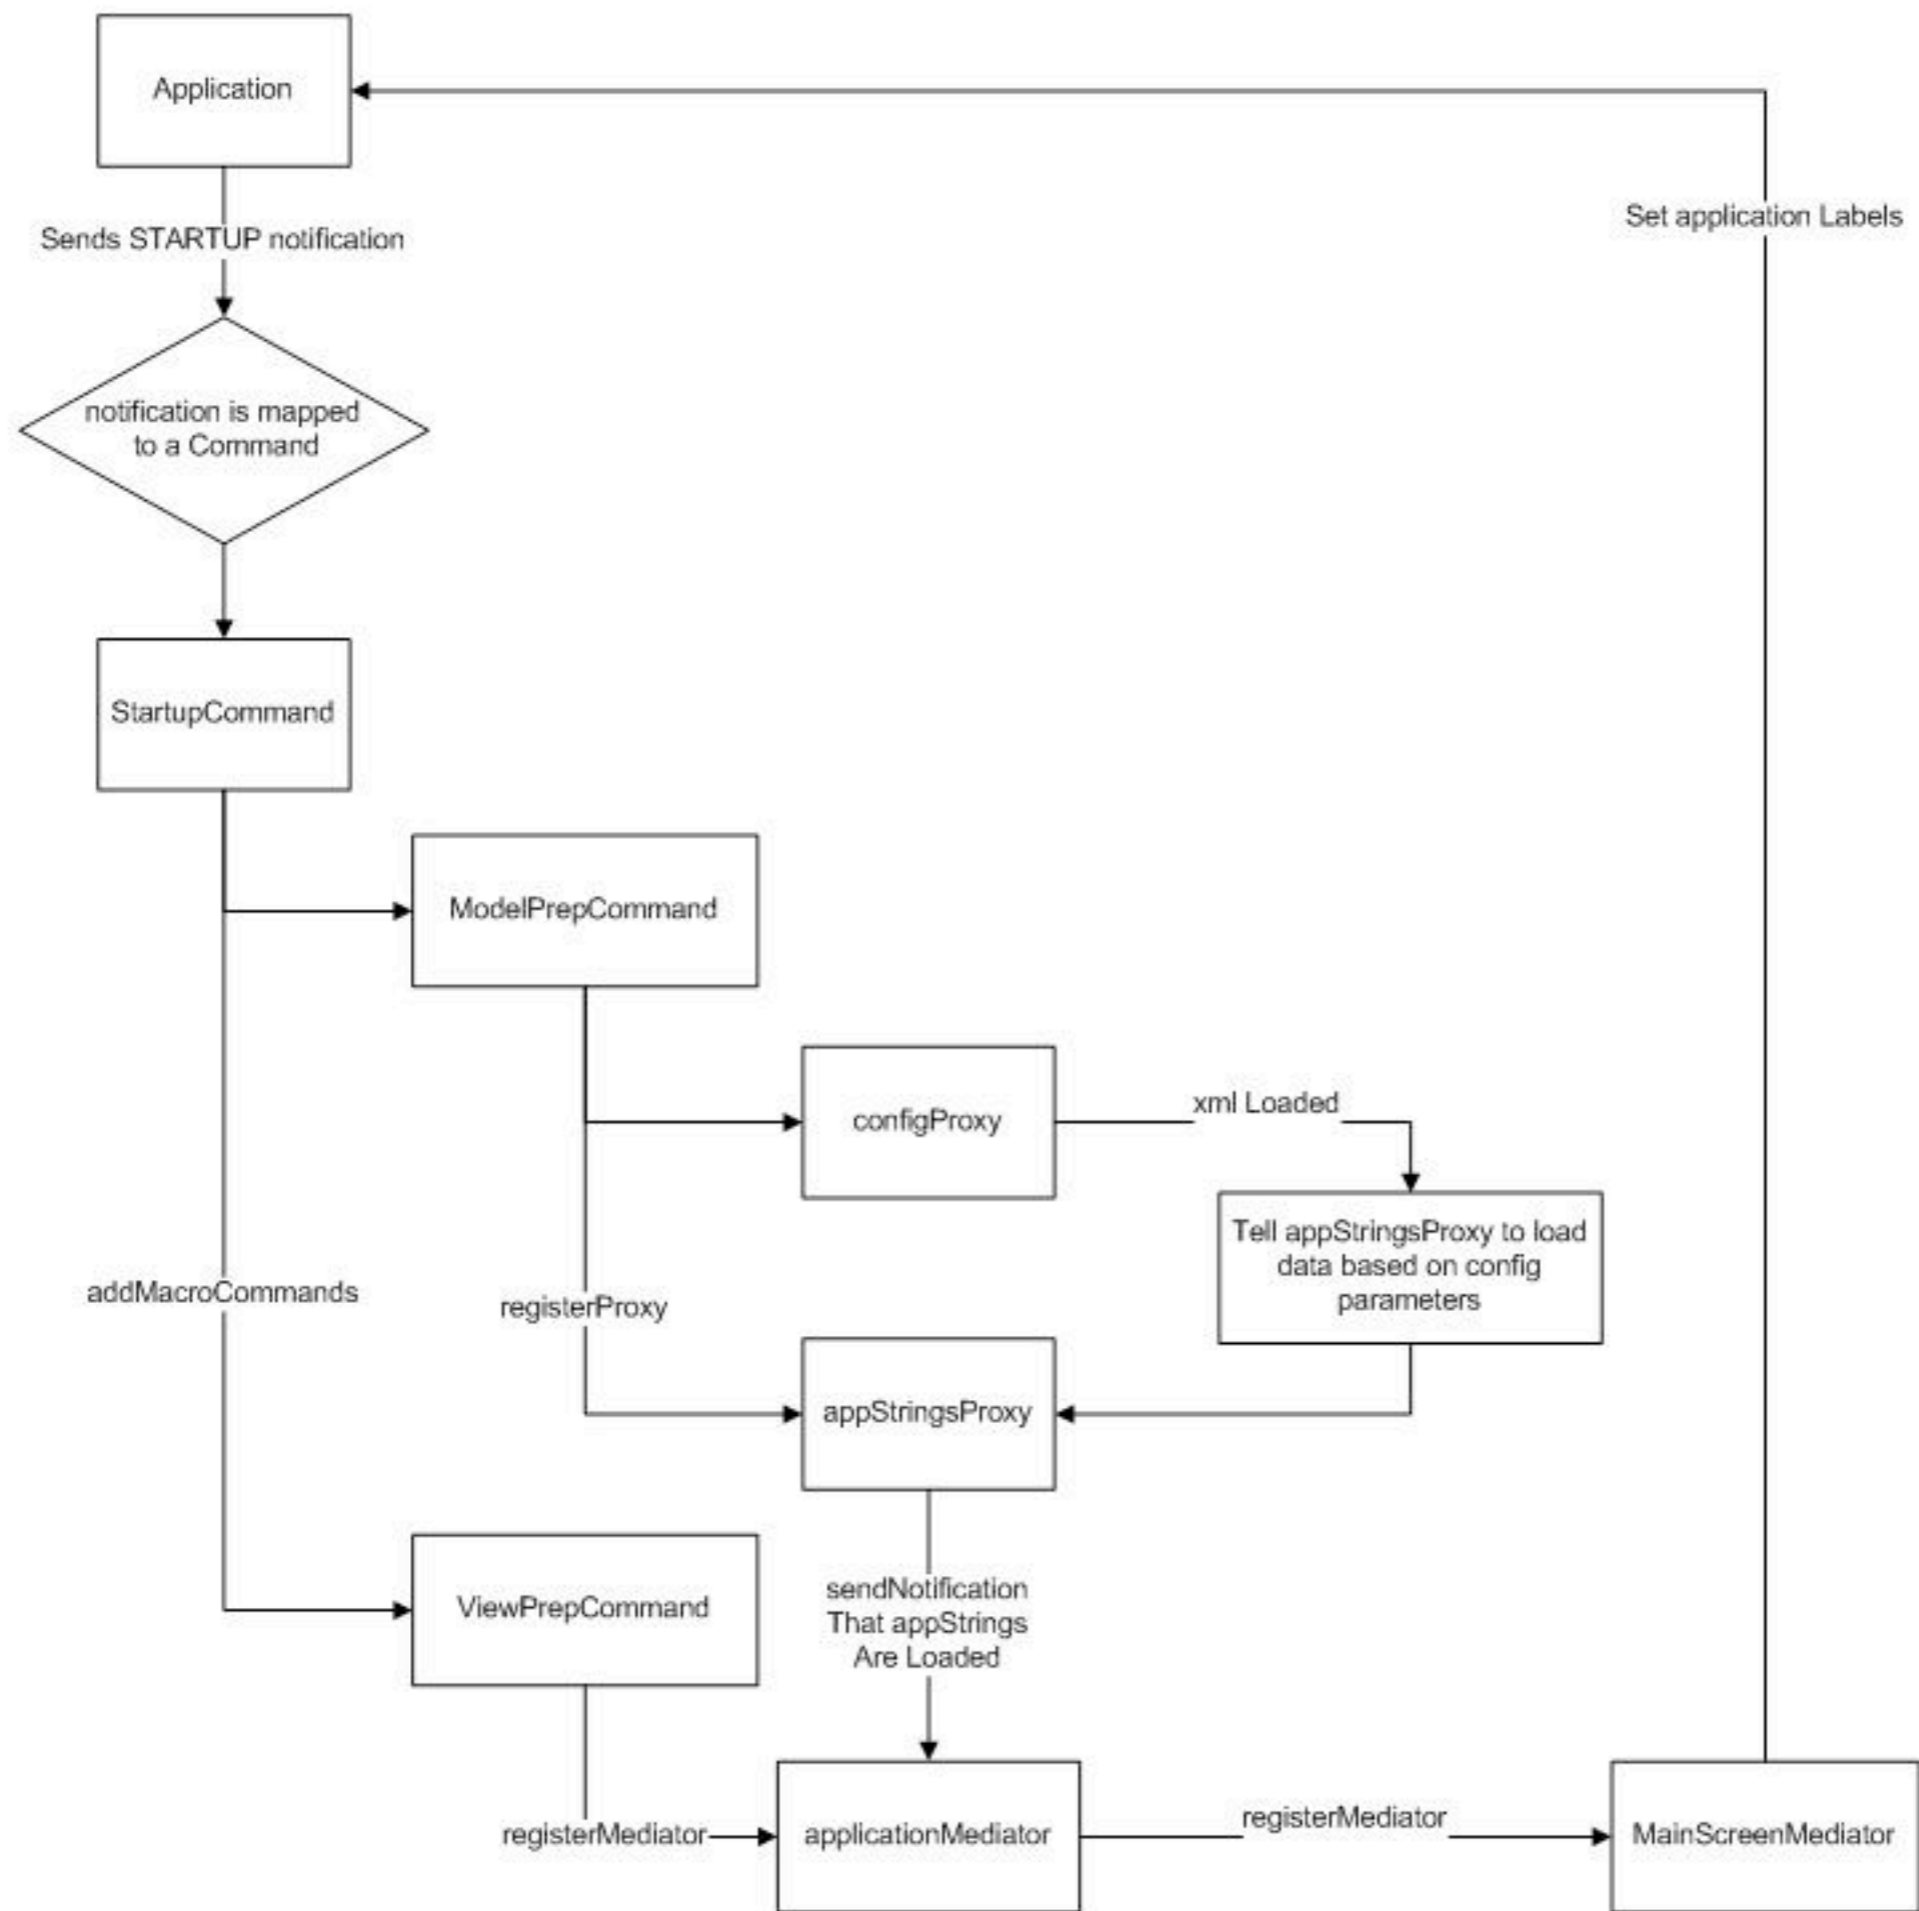 Application
Set application Labels
Sends STARTUP notification
notification is mapped
to a Command
StartupCommand
ModelPrepCommand
configProxy
xml Loaded
Tell appStringsProxy to load
data based on config
parameters
addMacroCommands
registerProxy
appStringsProxy
ViewPrepCommand
sendNotification
That appStrings
Are Loaded
registerMediator
applicationMediator
registerMediator
MainScreenMediator